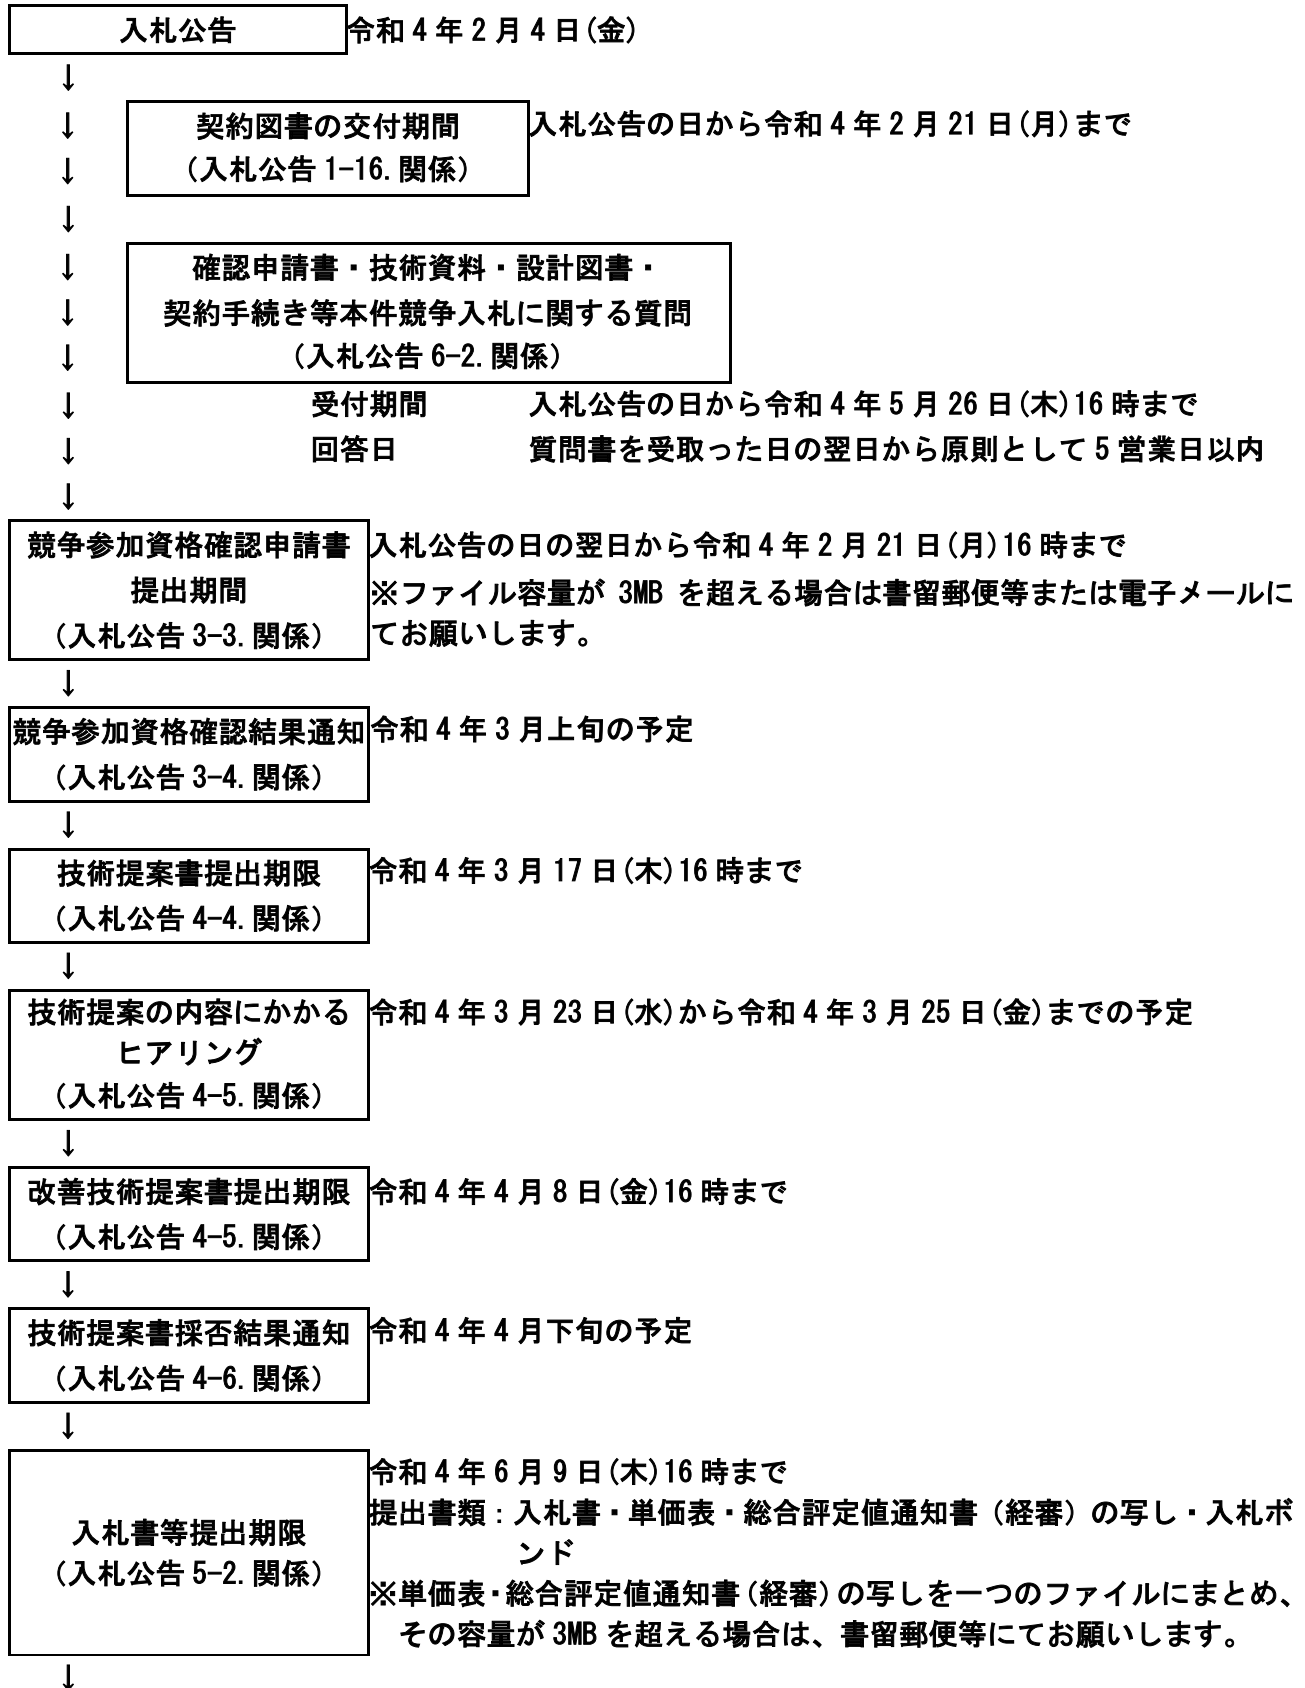 入札公告 令和4年2月4日(金)
↓
↓ 契約図書の交付期間 入札公告の日から令和4年2月21日(月)まで
↓ (入札公告1-16.関係)
↓
↓ 確認申請書・技術資料・設計図書・
↓ 契約手続き等本件競争入札に関する質問
↓ (入札公告6-2.関係)
↓ 受付期間 入札公告の日から令和4年5月26日(木)16時まで
↓ 回答日 質問書を受取った日の翌日から原則として5営業日以内
↓
競争参加資格確認申請書 入札公告の日の翌日から令和4年2月21日(月)16時まで
提出期間 ※ファイル容量が 3MB を超える場合は書留郵便等または電子メールに
(入札公告3-3.関係) てお願いします。
↓
競争参加資格確認結果通知 令和4年3月上旬の予定
(入札公告3-4.関係)
↓
技術提案書提出期限 令和4年3月17日(木)16時まで
(入札公告4-4.関係)
↓
技術提案の内容にかかる 令和4年3月23日(水)から令和4年3月25日(金)までの予定
ヒアリング
(入札公告4-5.関係)
↓
改善技術提案書提出期限 令和4年4月8日(金)16時まで
(入札公告4-5.関係)
↓
技術提案書採否結果通知 令和4年4月下旬の予定
(入札公告4-6.関係)
↓
入札書等提出期限
(入札公告5-2.関係)
令和4年6月9日(木)16時まで
提出書類：入札書・単価表・総合評定値通知書（経審）の写し・入札ボ
ンド
※単価表・総合評定値通知書(経審)の写しを一つのファイルにまとめ、
その容量が3MBを超える場合は、書留郵便等にてお願いします。
↓